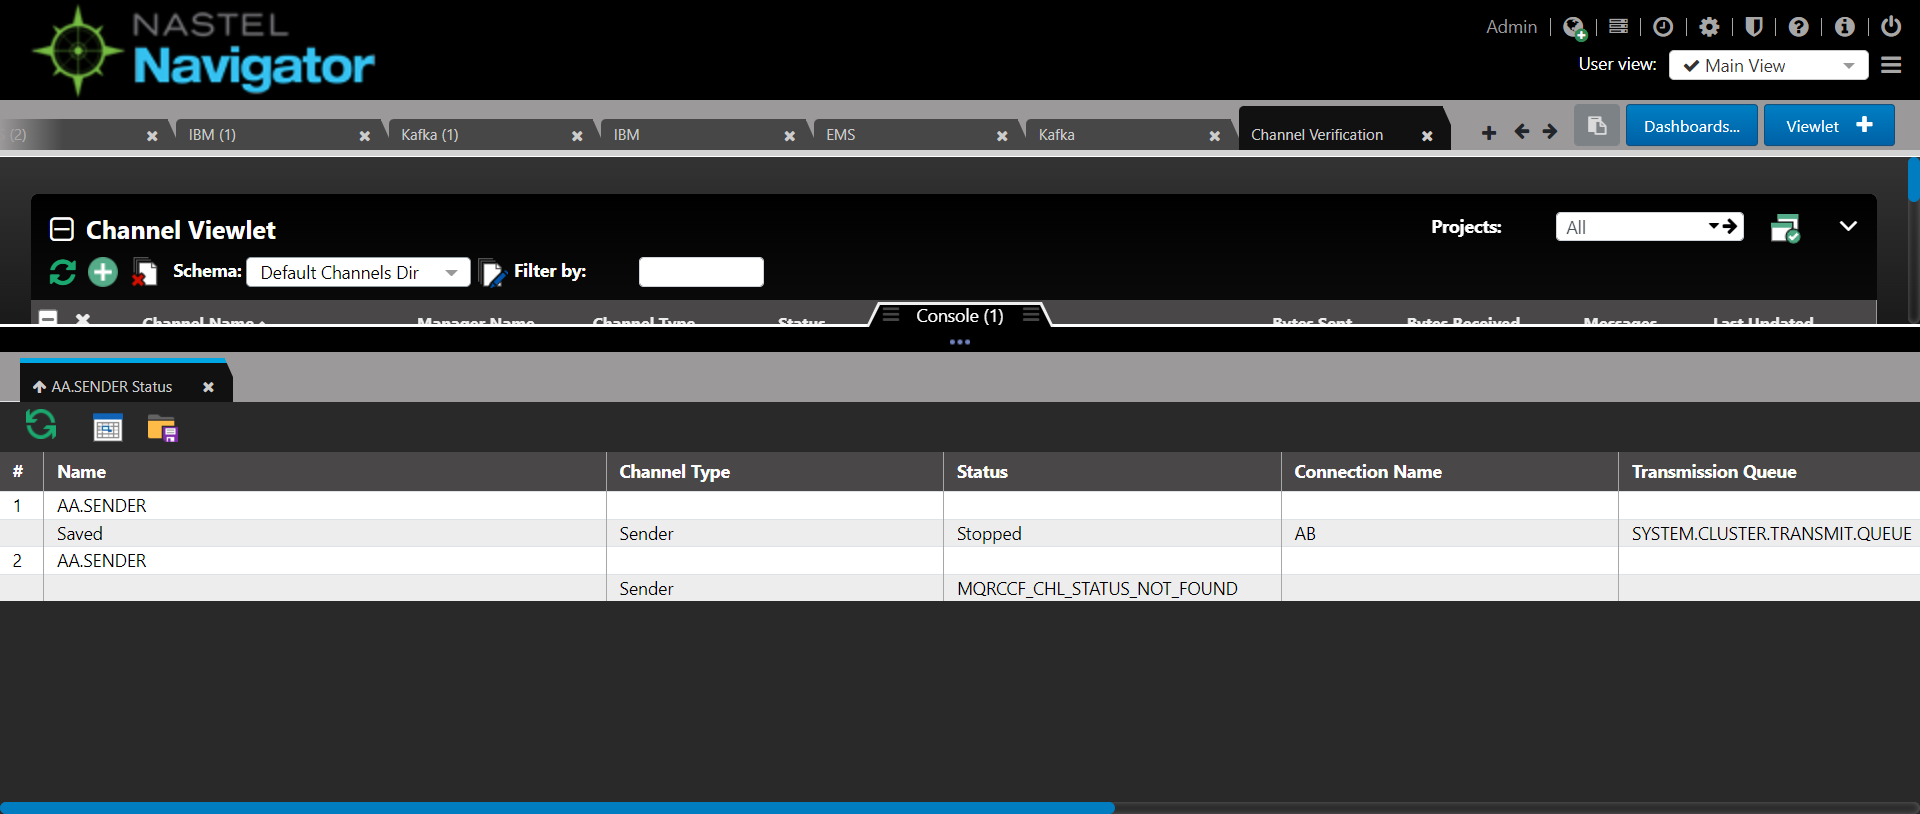 NASTEL
Navigator
Admin
User view: Main View
(2) IBM (1) Kafka (1) IBM EMS Kafka Channel Verification Dashboards... Viewlet
Channel Viewlet Projects: All
Schema: Default Channels Dir Filter by:
Channel Name Manager Name Channel Type Status Console (1) Bytes Sent Bytes Received Messages Last Updated
AA.SENDER Status
# Name Channel Type Status Connection Name Transmission Queue
1 AA.SENDER
Saved Sender Stopped AB SYSTEM.CLUSTER.TRANSMIT.QUEUE
2 AA.SENDER
Sender MQRCCF_CHL_STATUS_NOT_FOUND